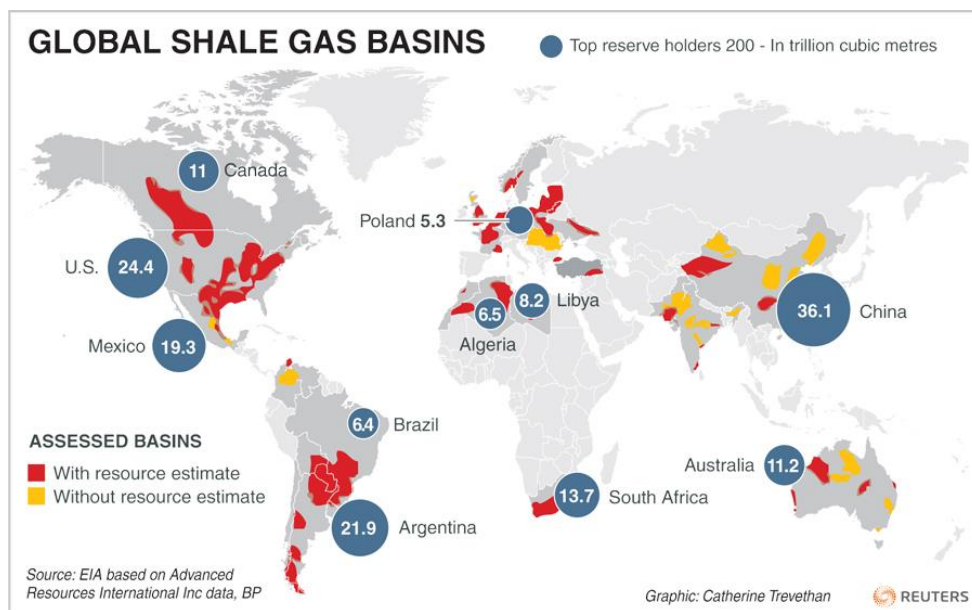 GLOBAL SHALE GAS BASINS
Top reserve holders 200 - In trillion cubic metres
11 Canada
Poland 5.3
U.S. 24.4
8.2 Libya
6.5
Algeria
36.1 China
Mexico 19.3
6.4 Brazil
ASSESSED BASINS
With resource estimate
Without resource estimate
Australia 11.2
13.7 South Africa
21.9 Argentina
Source: EIA based on Advanced
Resources International Inc data, BP
Graphic: Catherine Trevethan
REUTERS